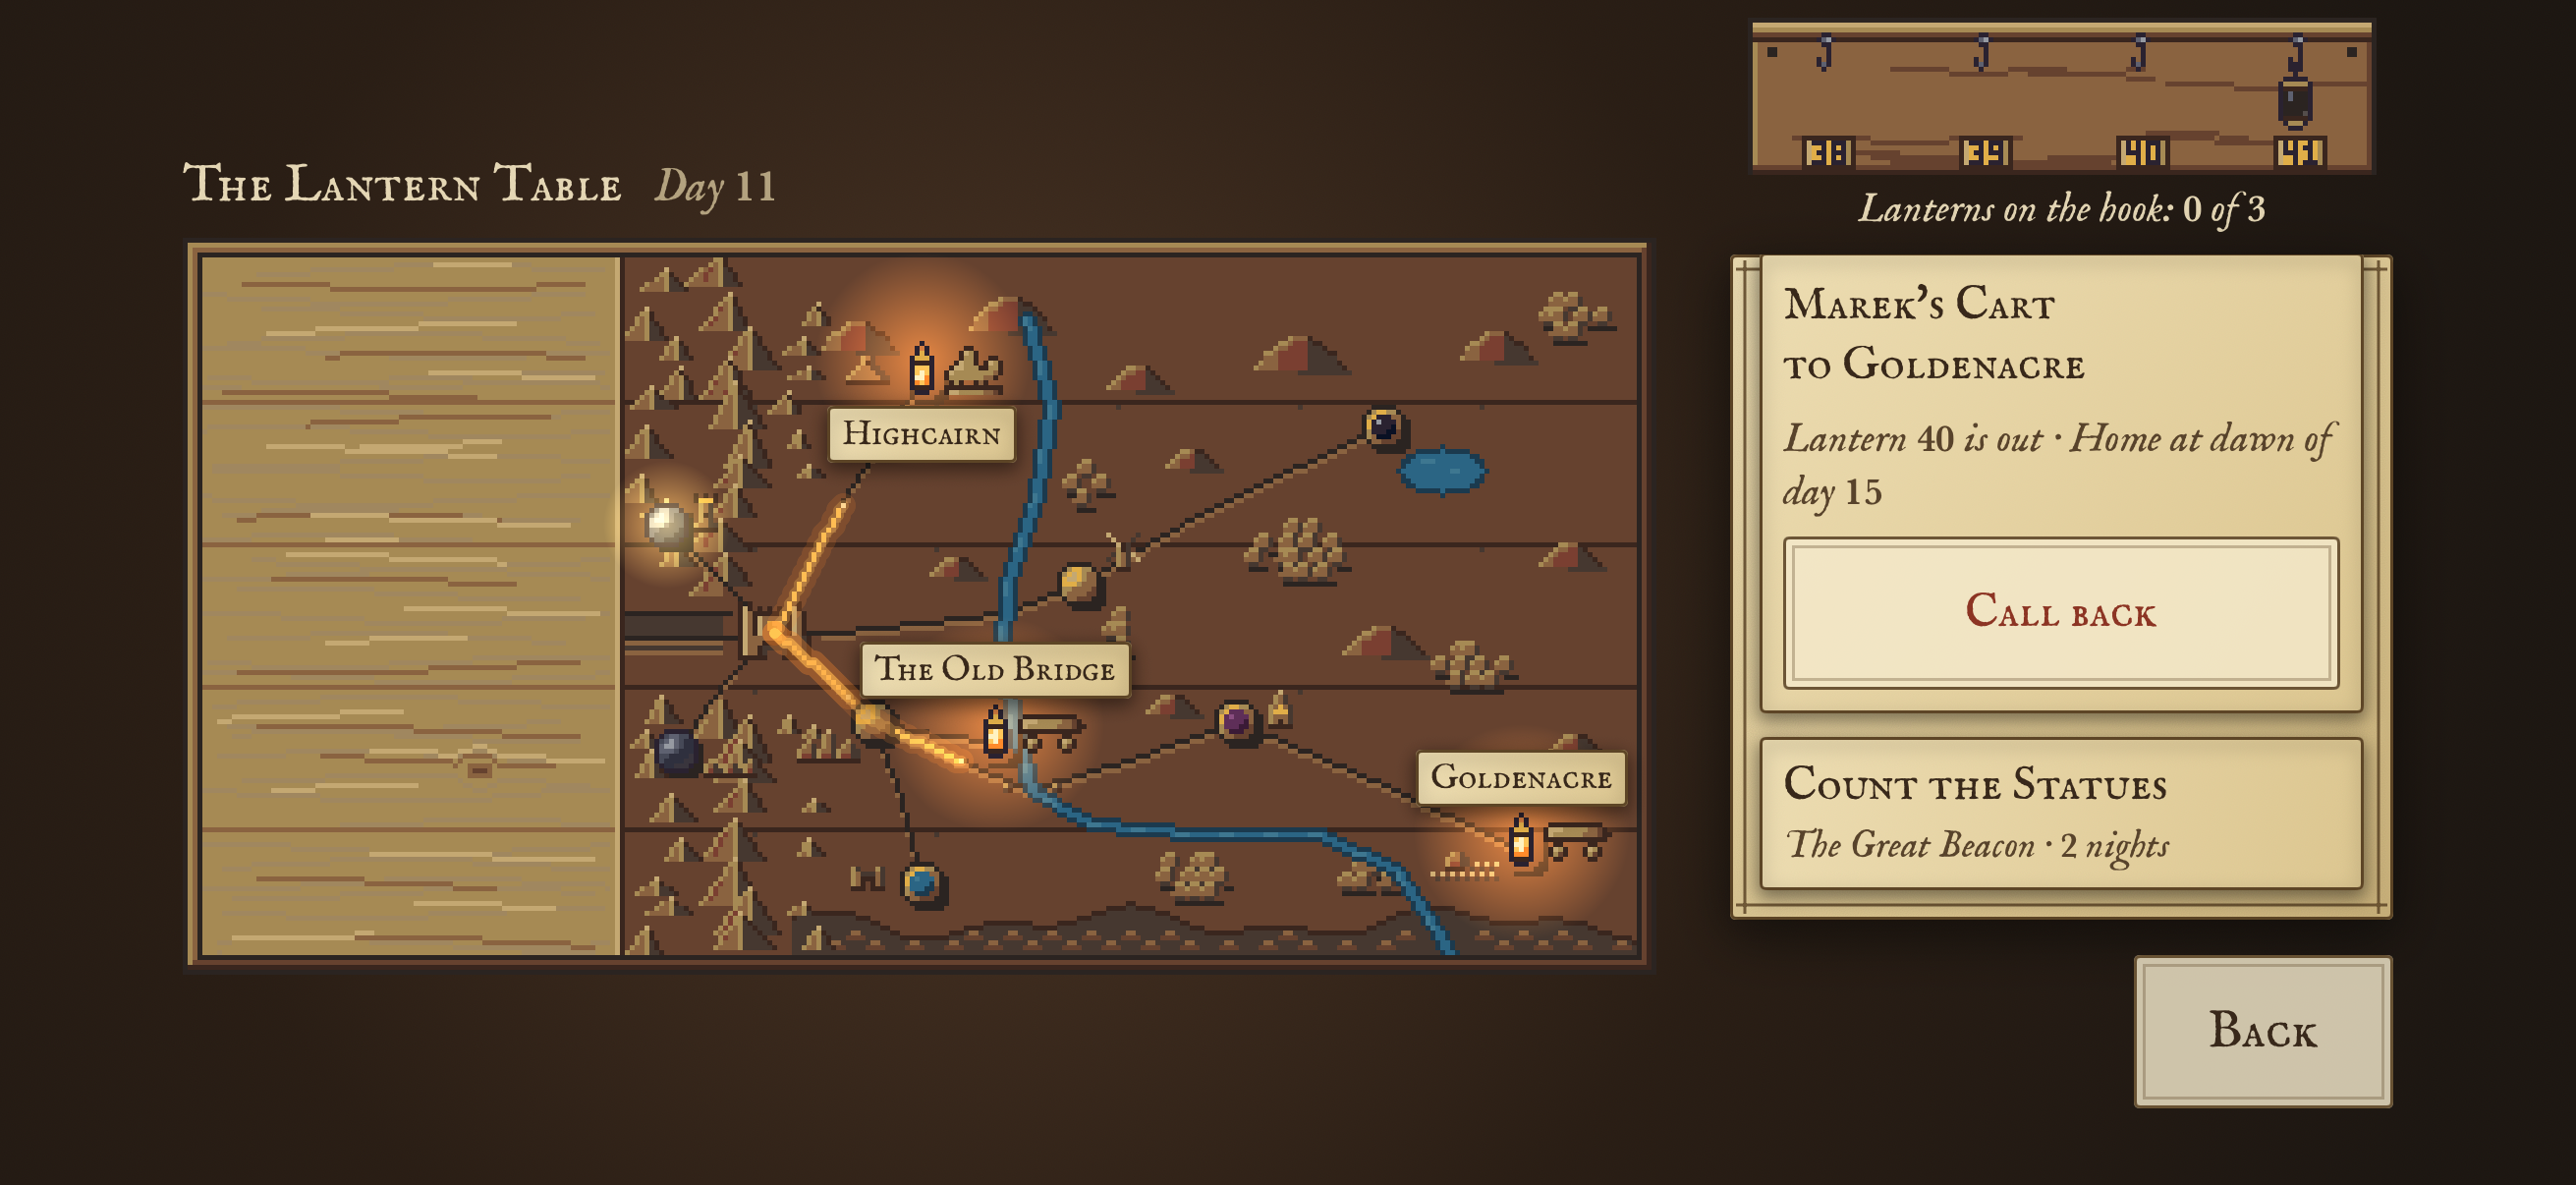 The Lantern Table Day 11
38 39 40 41
Lanterns on the hook: 0 of 3
Highcairn
The Old Bridge
Goldenacre
Marek's Cart
to Goldenacre
Lantern 40 is out · Home at dawn of
day 15
Call back
Count the Statues
The Great Beacon · 2 nights
Back